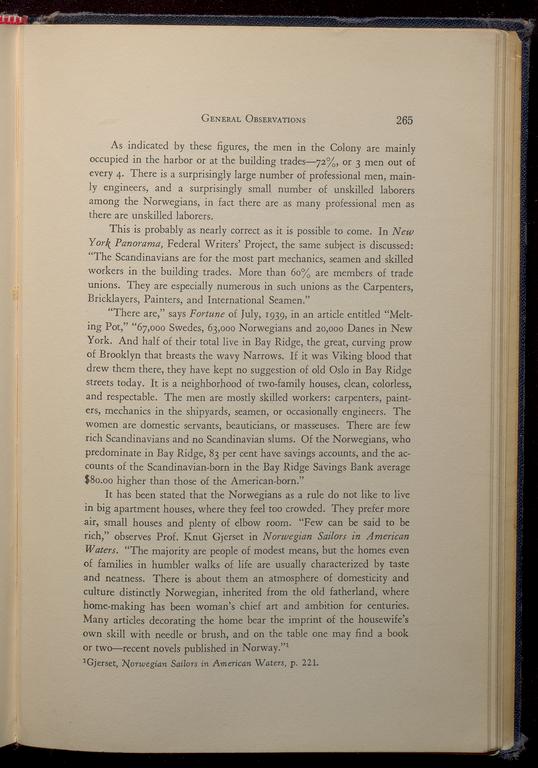 GENERAL OBSERVATIONS 265
As indicated by these figures, the men in the Colony are mainly
occupied in the harbor or at the building trades—72%, or 3 men out of
every 4. There is a surprisingly large number of professional men, main-
ly engineers, and a surprisingly small number of unskilled laborers
among the Norwegians, in fact there are as many professional men as
there are unskilled laborers.
This is probably as nearly correct as it is possible to come. In New
York Panorama, Federal Writers' Project, the same subject is discussed:
"The Scandinavians are for the most part mechanics, seamen and skilled
workers in the building trades. More than 60% are members of trade
unions. They are especially numerous in such unions as the Carpenters,
Bricklayers, Painters, and International Seamen."
"There are," says Fortune of July, 1939, in an article entitled "Melt-
ing Pot," "67,000 Swedes, 63,000 Norwegians and 20,000 Danes in New
York. And half of their total live in Bay Ridge, the great, curving prow
of Brooklyn that breasts the wavy Narrows. If it was Viking blood that
drew them there, they have kept no suggestion of old Oslo in Bay Ridge
streets today. It is a neighborhood of two-family houses, clean, colorless,
and respectable. The men are mostly skilled workers: carpenters, paint-
ers, mechanics in the shipyards, seamen, or occasionally engineers. The
women are domestic servants, beauticians, or masseuses. There are few
rich Scandinavians and no Scandinavian slums. Of the Norwegians, who
predominate in Bay Ridge, 83 per cent have savings accounts, and the ac-
counts of the Scandinavian-born in the Bay Ridge Savings Bank average
$80.00 higher than those of the American-born."
It has been stated that the Norwegians as a rule do not like to live
in big apartment houses, where they feel too crowded. They prefer more
air, small houses and plenty of elbow room. "Few can be said to be
rich," observes Prof. Knut Gjerset in Norwegian Sailors in American
Waters. "The majority are people of modest means, but the homes even
of families in humbler walks of life are usually characterized by taste
and neatness. There is about them an atmosphere of domesticity and
culture distinctly Norwegian, inherited from the old fatherland, where
home-making has been woman's chief art and ambition for centuries.
Many articles decorating the home bear the imprint of the housewife's
own skill with needle or brush, and on the table one may find a book
or two—recent novels published in Norway."¹
¹Gjerset, Norwegian Sailors in American Waters, p. 221.